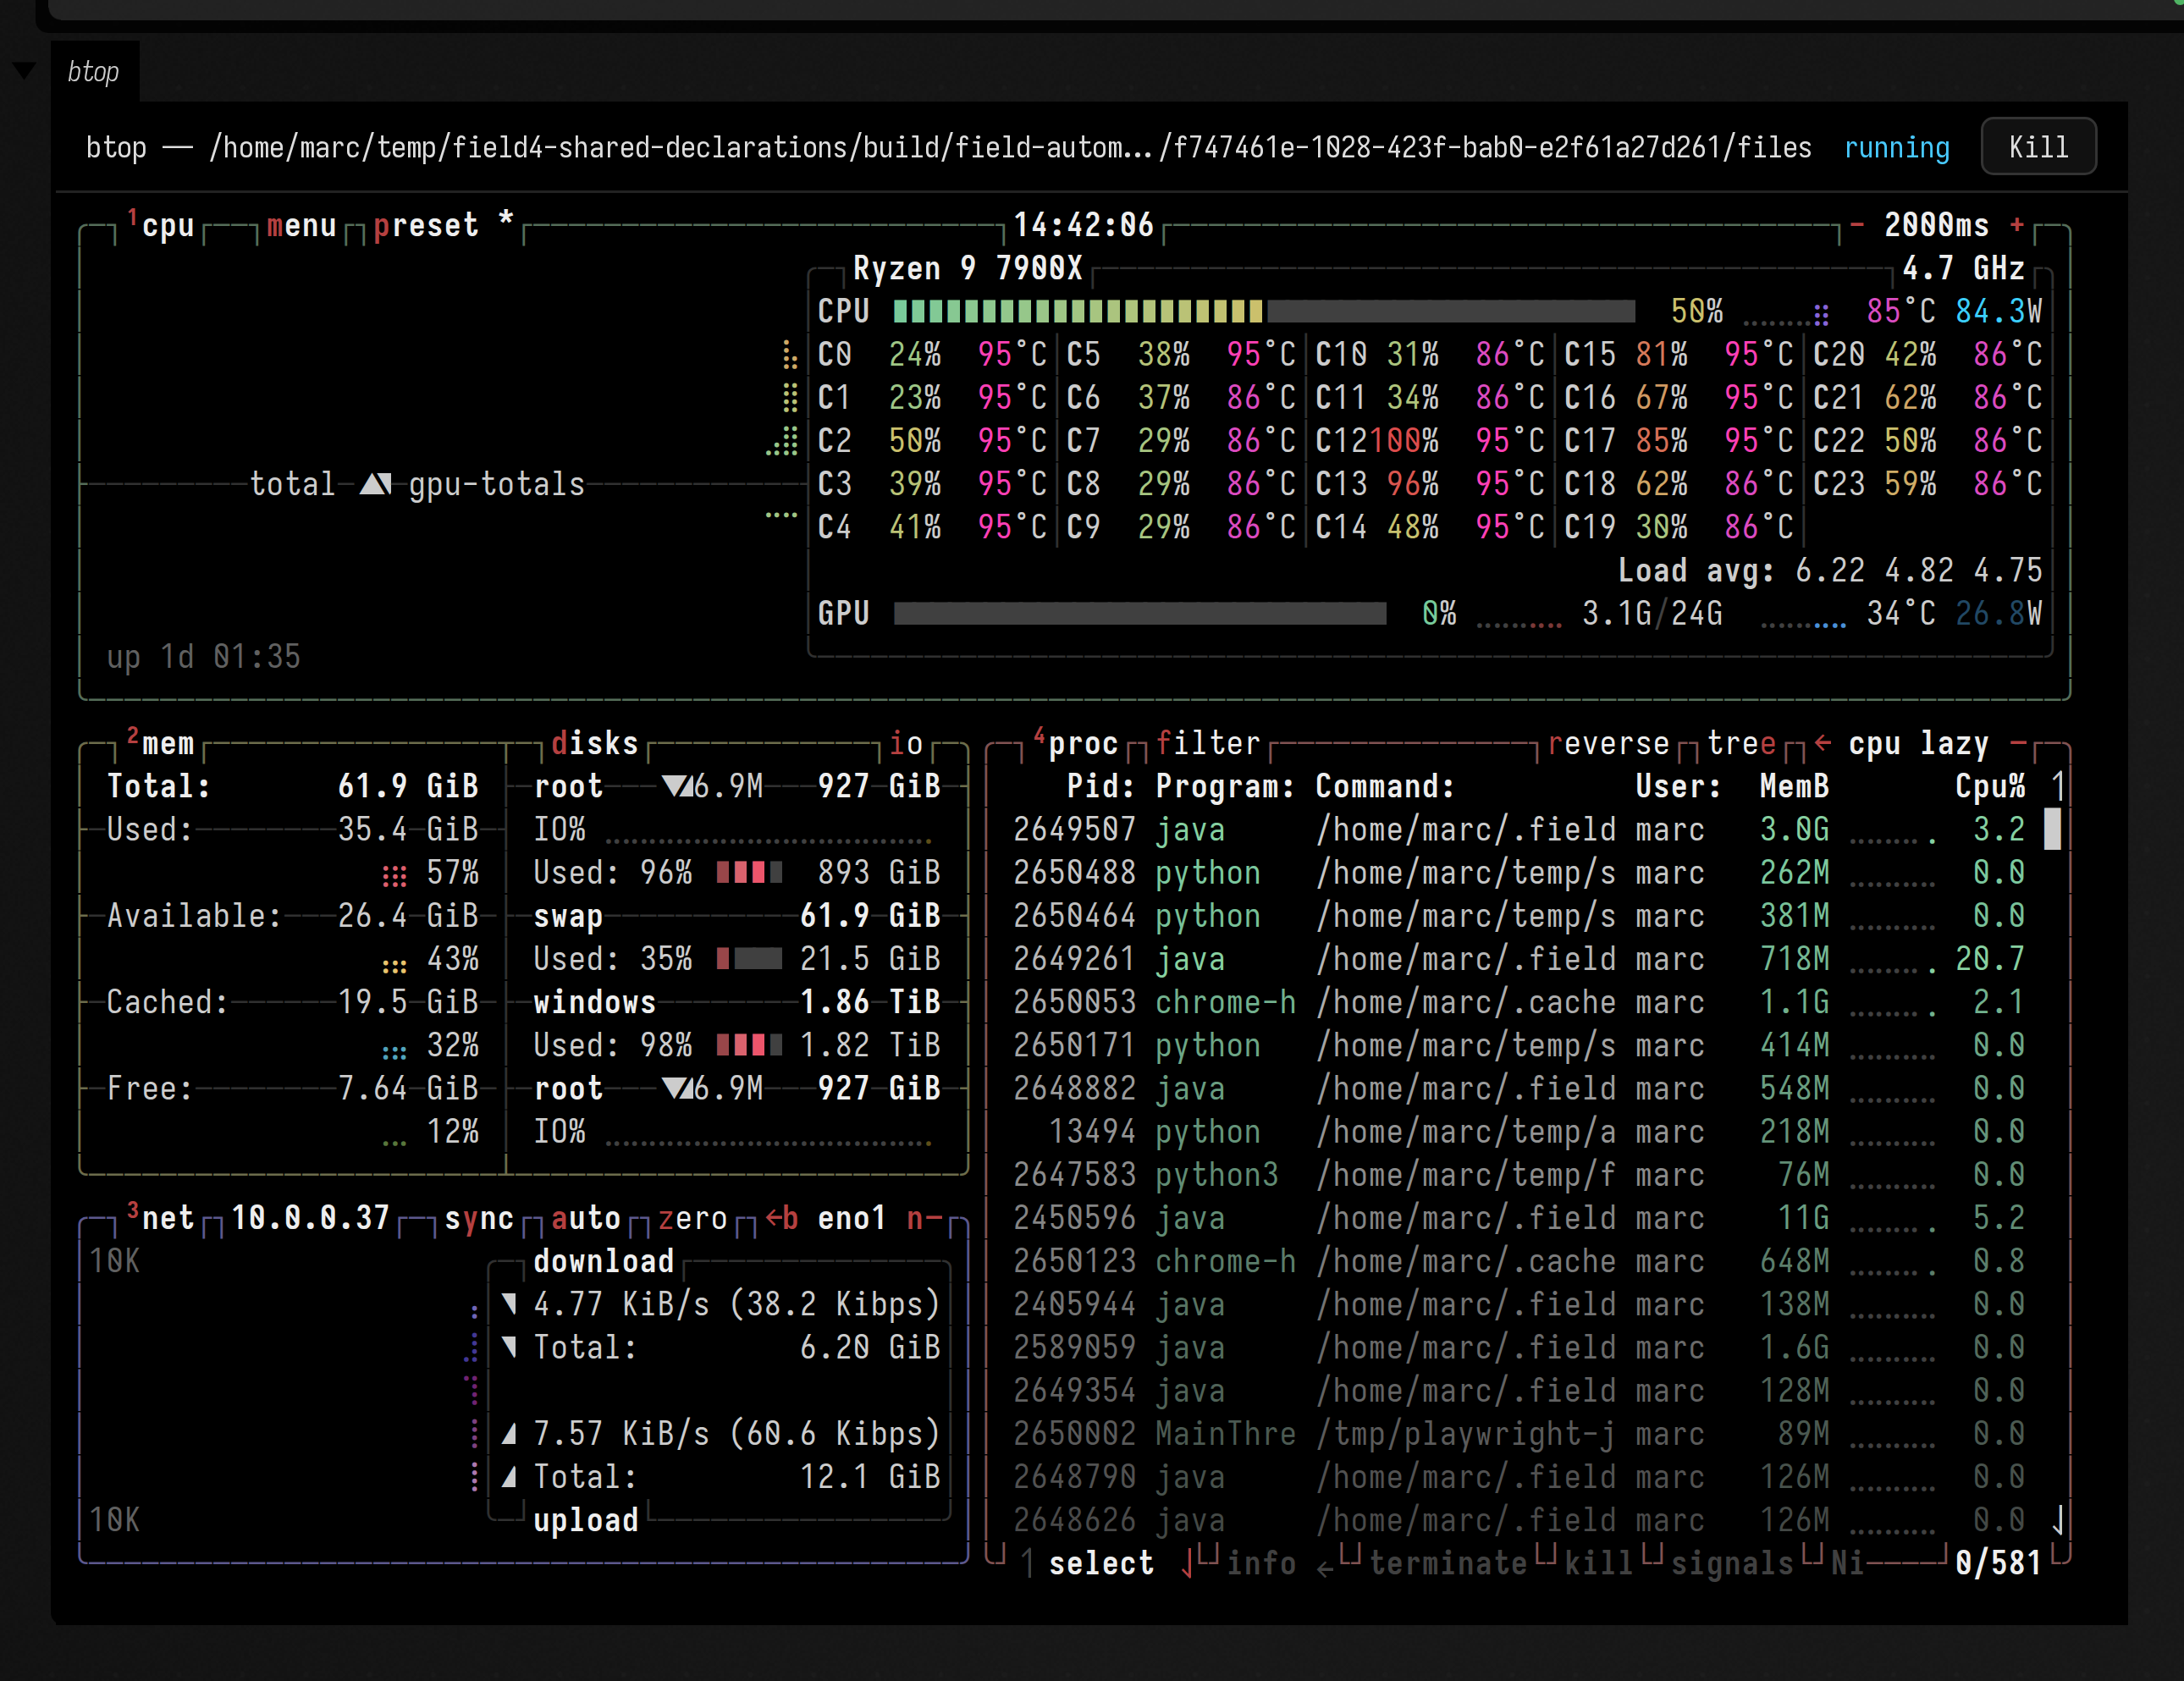 btop
btop — /home/marc/temp/field4-shared-declarations/build/field-autom.../f747461e-1028-423f-bab0-e2f61a27d261/files running Kill
1cpu menu preset * 14:42:06 - 2000ms +
Ryzen 9 7900X 4.7 GHz
CPU 50% 85°C 84.3W
C0 24% 95°C C5 38% 95°C C10 31% 86°C C15 81% 95°C C20 42% 86°C
C1 23% 95°C C6 37% 86°C C11 34% 86°C C16 67% 95°C C21 62% 86°C
C2 50% 95°C C7 29% 86°C C12100% 95°C C17 85% 95°C C22 50% 86°C
total ▲▼ gpu-totals C3 39% 95°C C8 29% 86°C C13 96% 95°C C18 62% 86°C C23 59% 86°C
C4 41% 95°C C9 29% 86°C C14 48% 95°C C19 30% 86°C
Load avg: 6.22 4.82 4.75
GPU 0% 3.1G/24G 34°C 26.8W
up 1d 01:35
2mem disks io
Total: 61.9 GiB root ▼▲6.9M 927 GiB
Used: 35.4 GiB IO%
57% Used: 96% 893 GiB
Available: 26.4 GiB swap 61.9 GiB
43% Used: 35% 21.5 GiB
Cached: 19.5 GiB windows 1.86 TiB
32% Used: 98% 1.82 TiB
Free: 7.64 GiB root ▼▲6.9M 927 GiB
12% IO%
3net 10.0.0.37 sync auto zero ←b eno1 n-
10K download
▼ 4.77 KiB/s (38.2 Kibps)
▼ Total: 6.20 GiB
▲ 7.57 KiB/s (60.6 Kibps)
▲ Total: 12.1 GiB
10K upload
4proc filter reverse tree ← cpu lazy -
Pid: Program: Command: User: MemB Cpu% ↑
2649507 java /home/marc/.field marc 3.0G 3.2
2650488 python /home/marc/temp/s marc 262M 0.0
2650464 python /home/marc/temp/s marc 381M 0.0
2649261 java /home/marc/.field marc 718M 20.7
2650053 chrome-h /home/marc/.cache marc 1.1G 2.1
2650171 python /home/marc/temp/s marc 414M 0.0
2648882 java /home/marc/.field marc 548M 0.0
13494 python /home/marc/temp/a marc 218M 0.0
2647583 python3 /home/marc/temp/f marc 76M 0.0
2450596 java /home/marc/.field marc 11G 5.2
2650123 chrome-h /home/marc/.cache marc 648M 0.8
2405944 java /home/marc/.field marc 138M 0.0
2589059 java /home/marc/.field marc 1.6G 0.0
2649354 java /home/marc/.field marc 128M 0.0
2650002 MainThre /tmp/playwright-j marc 89M 0.0
2648790 java /home/marc/.field marc 126M 0.0
2648626 java /home/marc/.field marc 126M 0.0 ↓
↑ select ↓ info ← terminate kill signals Ni 0/581